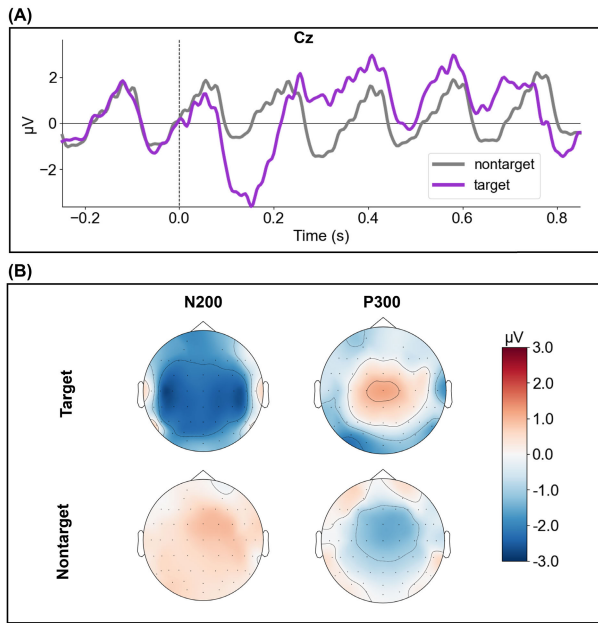 (A)
Cz
2
0
−2
μV
nontarget
target
−0.2
0.0
0.2
0.4
0.6
0.8
Time (s)
(B)
N200
P300
μV
Target
3.0
2.0
1.0
0.0
-1.0
-2.0
-3.0
Nontarget